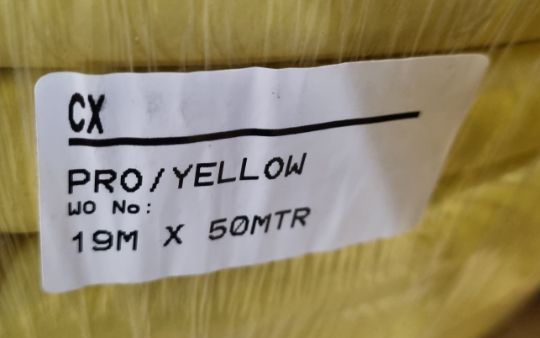 CX
PRO/YELLOW
WO No:
19M X 50MTR